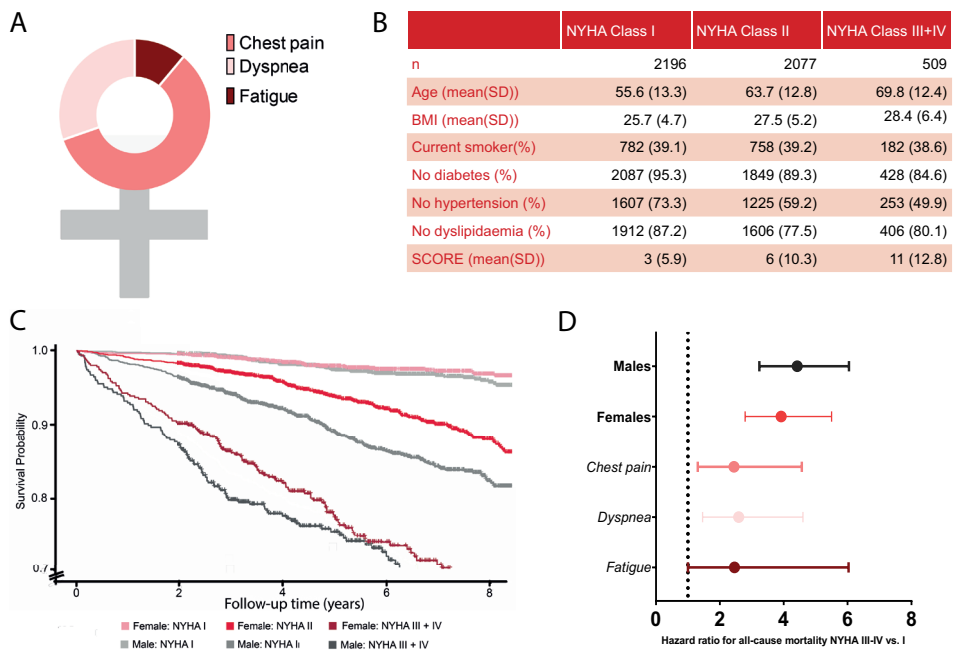 A
Chest pain
Dyspnea
Fatigue
B
NYHA Class I NYHA Class II NYHA Class III+IV
n 2196 2077 509
Age (mean(SD)) 55.6 (13.3) 63.7 (12.8) 69.8 (12.4)
BMI (mean(SD)) 25.7 (4.7) 27.5 (5.2) 28.4 (6.4)
Current smoker(%) 782 (39.1) 758 (39.2) 182 (38.6)
No diabetes (%) 2087 (95.3) 1849 (89.3) 428 (84.6)
No hypertension (%) 1607 (73.3) 1225 (59.2) 253 (49.9)
No dyslipidaemia (%) 1912 (87.2) 1606 (77.5) 406 (80.1)
SCORE (mean(SD)) 3 (5.9) 6 (10.3) 11 (12.8)
C
Survival Probability
1.0
0.9
0.8
0.7
0 2 4 6 8
Follow-up time (years)
Female: NYHA I Female: NYHA II Female: NYHA III + IV
Male: NYHA I Male: NYHA II Male: NYHA III + IV
D
Males
Females
Chest pain
Dyspnea
Fatigue
0 2 4 6 8
Hazard ratio for all-cause mortality NYHA III-IV vs. I